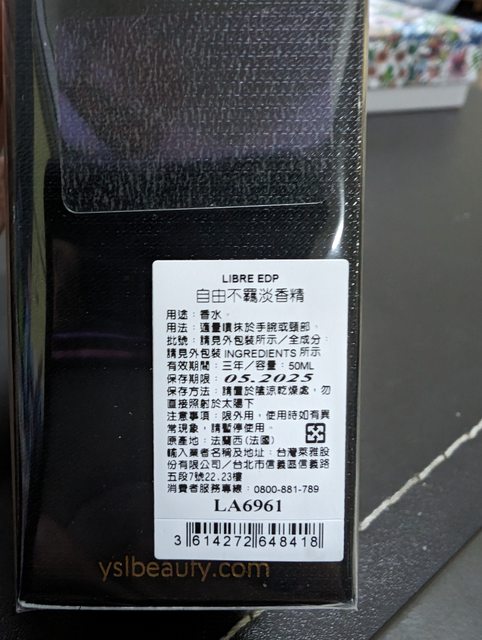 LIBRE EDP
自由不羈淡香精
用途：香水。
用法：適量噴抹於手腕或頸部。
批號：請見外包裝所示／全成分：
請見外包裝 INGREDIENTS 所示
有效期間：三年／容量：50ML
保存期限：05.2025
保存方法：請置於陰涼乾燥處，勿
直接照射於太陽下
注意事項：限外用，使用時如有異
常現象，請暫停使用。
原產地：法蘭西(法國)
輸入業者名稱及地址：台灣萊雅股
份有限公司／台北市信義區信義路
五段7號22.23樓
消費者服務專線：0800-881-789
LA6961
3 614272 648418
yslbeauty.com